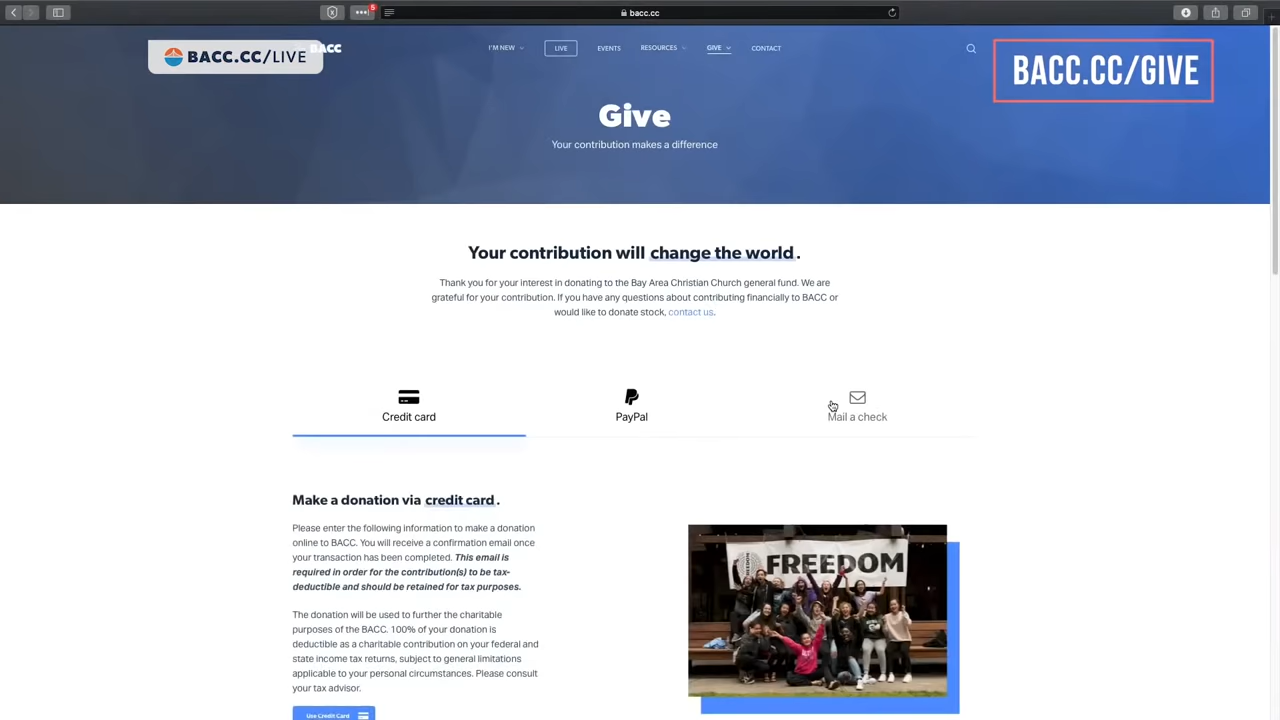 5
bacc.cc
BACC.CC/LIVE
BACC
I'M NEW
LIVE
EVENTS
RESOURCES
GIVE
CONTACT
BACC.CC/GIVE
Give
Your contribution makes a difference
Your contribution will change the world.
Thank you for your interest in donating to the Bay Area Christian Church general fund. We are
grateful for your contribution. If you have any questions about contributing financially to BACC or
would like to donate stock, contact us.
Credit card
PayPal
Mail a check
Make a donation via credit card.
Please enter the following information to make a donation
online to BACC. You will receive a confirmation email once
your transaction has been completed. This email is
required in order for the contribution(s) to be tax-
deductible and should be retained for tax purposes.
The donation will be used to further the charitable
purposes of the BACC. 100% of your donation is
deductible as a charitable contribution on your federal and
state income tax returns, subject to general limitations
applicable to your personal circumstances. Please consult
your tax advisor.
Use Credit Card
FREEDOM